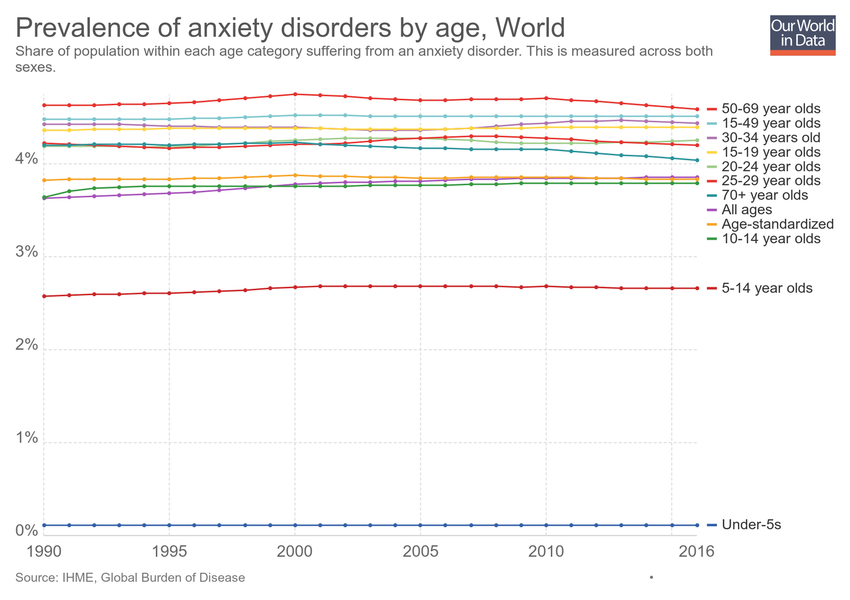 Prevalence of anxiety disorders by age, World
Our World
in Data
Share of population within each age category suffering from an anxiety disorder. This is measured across both
sexes.
50-69 year olds
15-49 year olds
30-34 years old
15-19 year olds
20-24 year olds
25-29 year olds
70+ year olds
All ages
Age-standardized
10-14 year olds
5-14 year olds
Under-5s
4%
3%
2%
1%
0%
1990 1995 2000 2005 2010 2016
Source: IHME, Global Burden of Disease